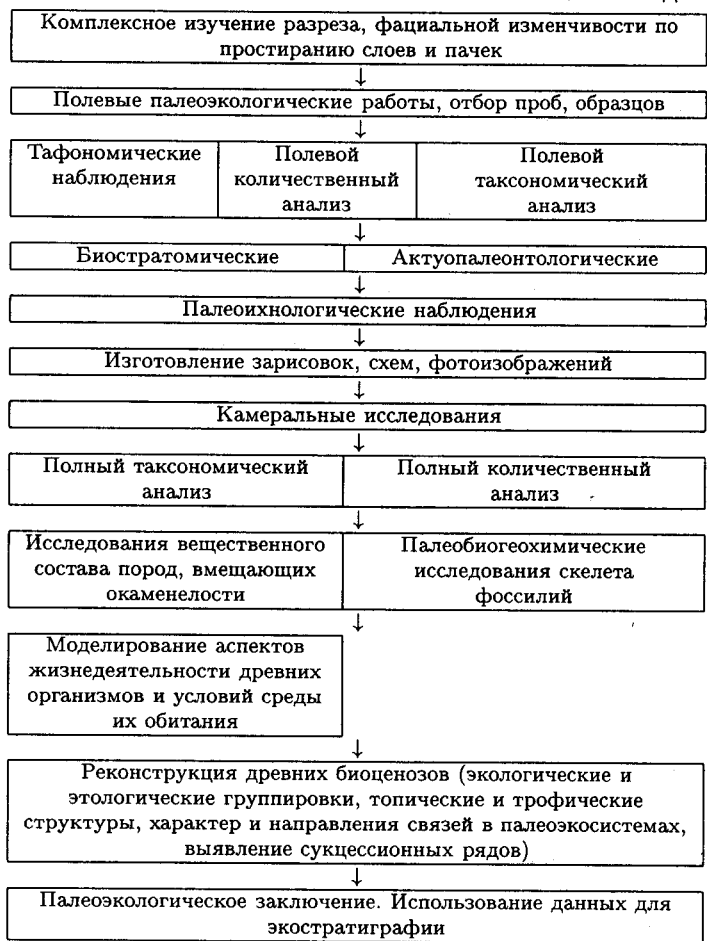 Комплексное изучение разреза, фациальной изменчивости по
простиранию слоев и пачек
↓
Полевые палеоэкологические работы, отбор проб, образцов
↓
Тафономические
наблюдения
Полевой
количественный
анализ
Полевой
таксономический
анализ
↓
Биостратомические
Актуопалеонтологические
↓
Палеоихнологические наблюдения
↓
Изготовление зарисовок, схем, фотоизображений
↓
Камеральные исследования
↓
Полный таксономический
анализ
Полный количественный
анализ
↓
Исследования вещественного
состава пород, вмещающих
окаменелости
Палеобиогеохимические
исследования скелета
фоссилий
↓
Моделирование аспектов
жизнедеятельности древних
организмов и условий среды
их обитания
↓
Реконструкция древних биоценозов (экологические и
этологические группировки, топические и трофические
структуры, характер и направления связей в палеоэкосистемах,
выявление сукцессионных рядов)
↓
Палеоэкологическое заключение. Использование данных для
экостратиграфии